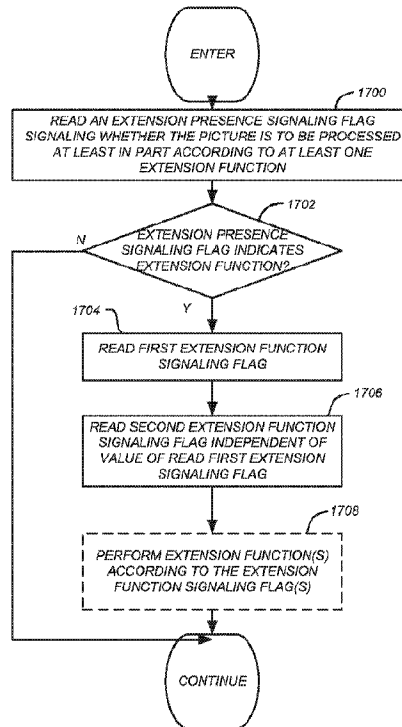 ENTER
1700
READ AN EXTENSION PRESENCE SIGNALING FLAG
SIGNALING WHETHER THE PICTURE IS TO BE PROCESSED
AT LEAST IN PART ACCORDING TO AT LEAST ONE
EXTENSION FUNCTION
1702
N
EXTENSION PRESENCE
SIGNALING FLAG INDICATES
EXTENSION FUNCTION?
Y
1704
READ FIRST EXTENSION FUNCTION
SIGNALING FLAG
1706
READ SECOND EXTENSION FUNCTION
SIGNALING FLAG INDEPENDENT OF
VALUE OF READ FIRST EXTENSION
SIGNALING FLAG
1708
PERFORM EXTENSION FUNCTION(S)
ACCORDING TO THE EXTENSION
FUNCTION SIGNALING FLAG(S)
CONTINUE